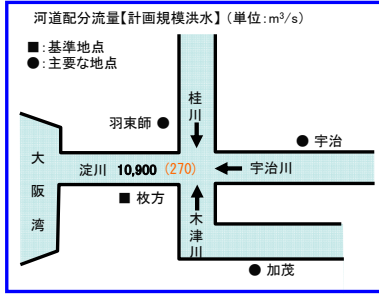 河道配分流量【計画規模洪水】(単位:m³/s)
■:基準地点
●:主要な地点
桂川
羽束師 ●
● 宇治
大阪湾
淀川 10,900 (270)
宇治川
■ 枚方
木津川
● 加茂